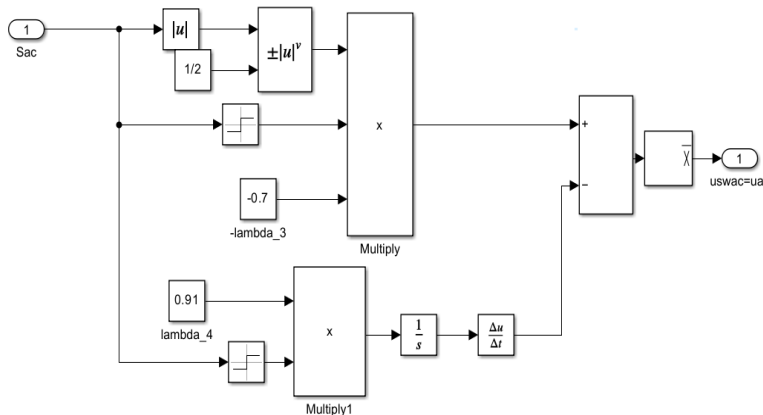 1
Sac
|u|
1/2
±|u|^v
x
-0.7
-lambda_3
Multiply
0.91
lambda_4
x
Multiply1
1/s
Δu/Δt
+
−
X̄
1
uswac=ua